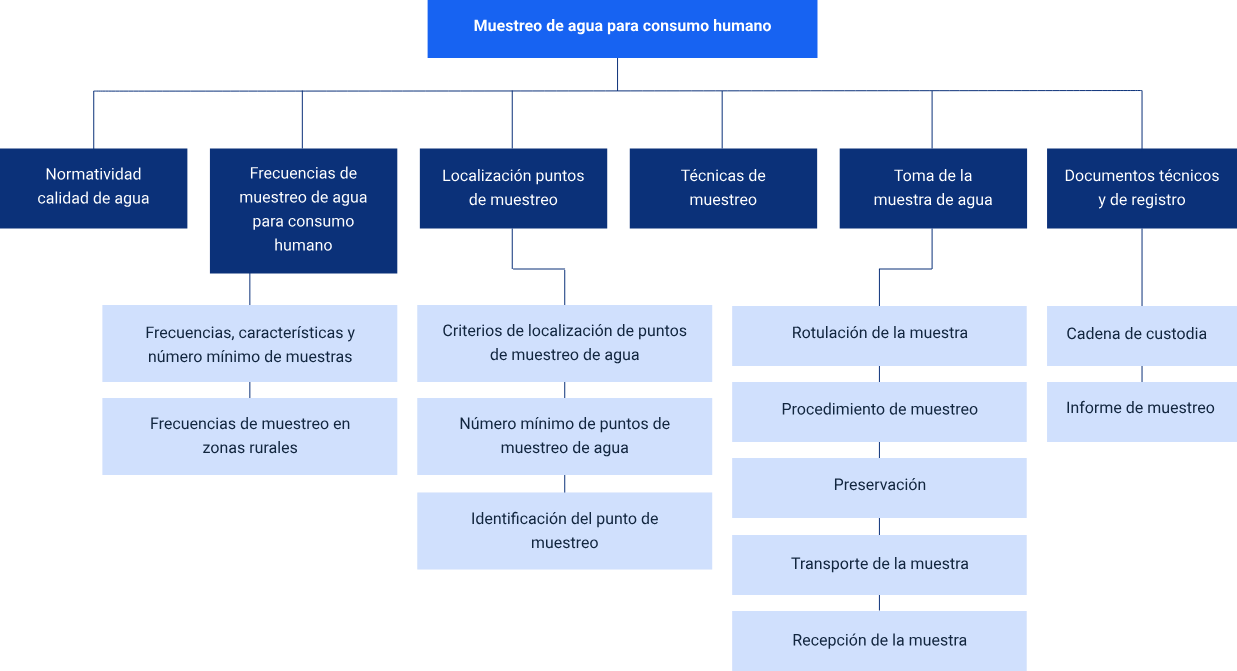 Muestreo de agua para consumo humano
Normatividad
calidad de agua
Frecuencias de
muestreo de agua
para consumo
humano
Localización puntos
de muestreo
Técnicas de
muestreo
Toma de la
muestra de agua
Documentos técnicos
y de registro
Frecuencias, características y
número mínimo de muestras
Frecuencias de muestreo en
zonas rurales
Criterios de localización de puntos
de muestreo de agua
Número mínimo de puntos de
muestreo de agua
Identificación del punto de
muestreo
Rotulación de la muestra
Procedimiento de muestreo
Preservación
Transporte de la muestra
Recepción de la muestra
Cadena de custodia
Informe de muestreo